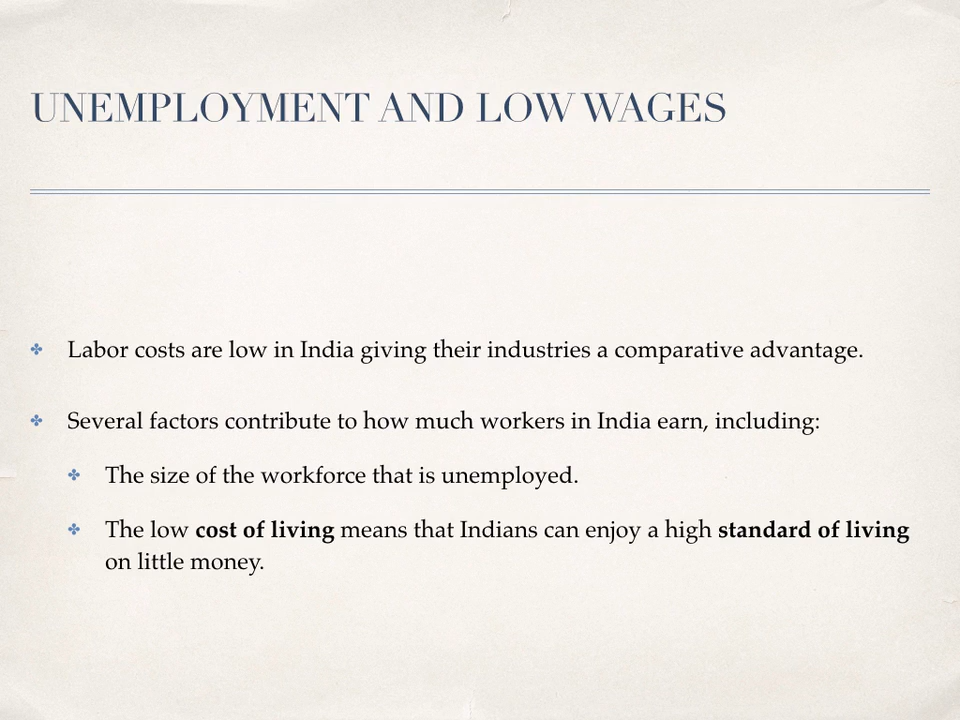 UNEMPLOYMENT AND LOW WAGES
Labor costs are low in India giving their industries a comparative advantage.
Several factors contribute to how much workers in India earn, including:
The size of the workforce that is unemployed.
The low cost of living means that Indians can enjoy a high standard of living
on little money.